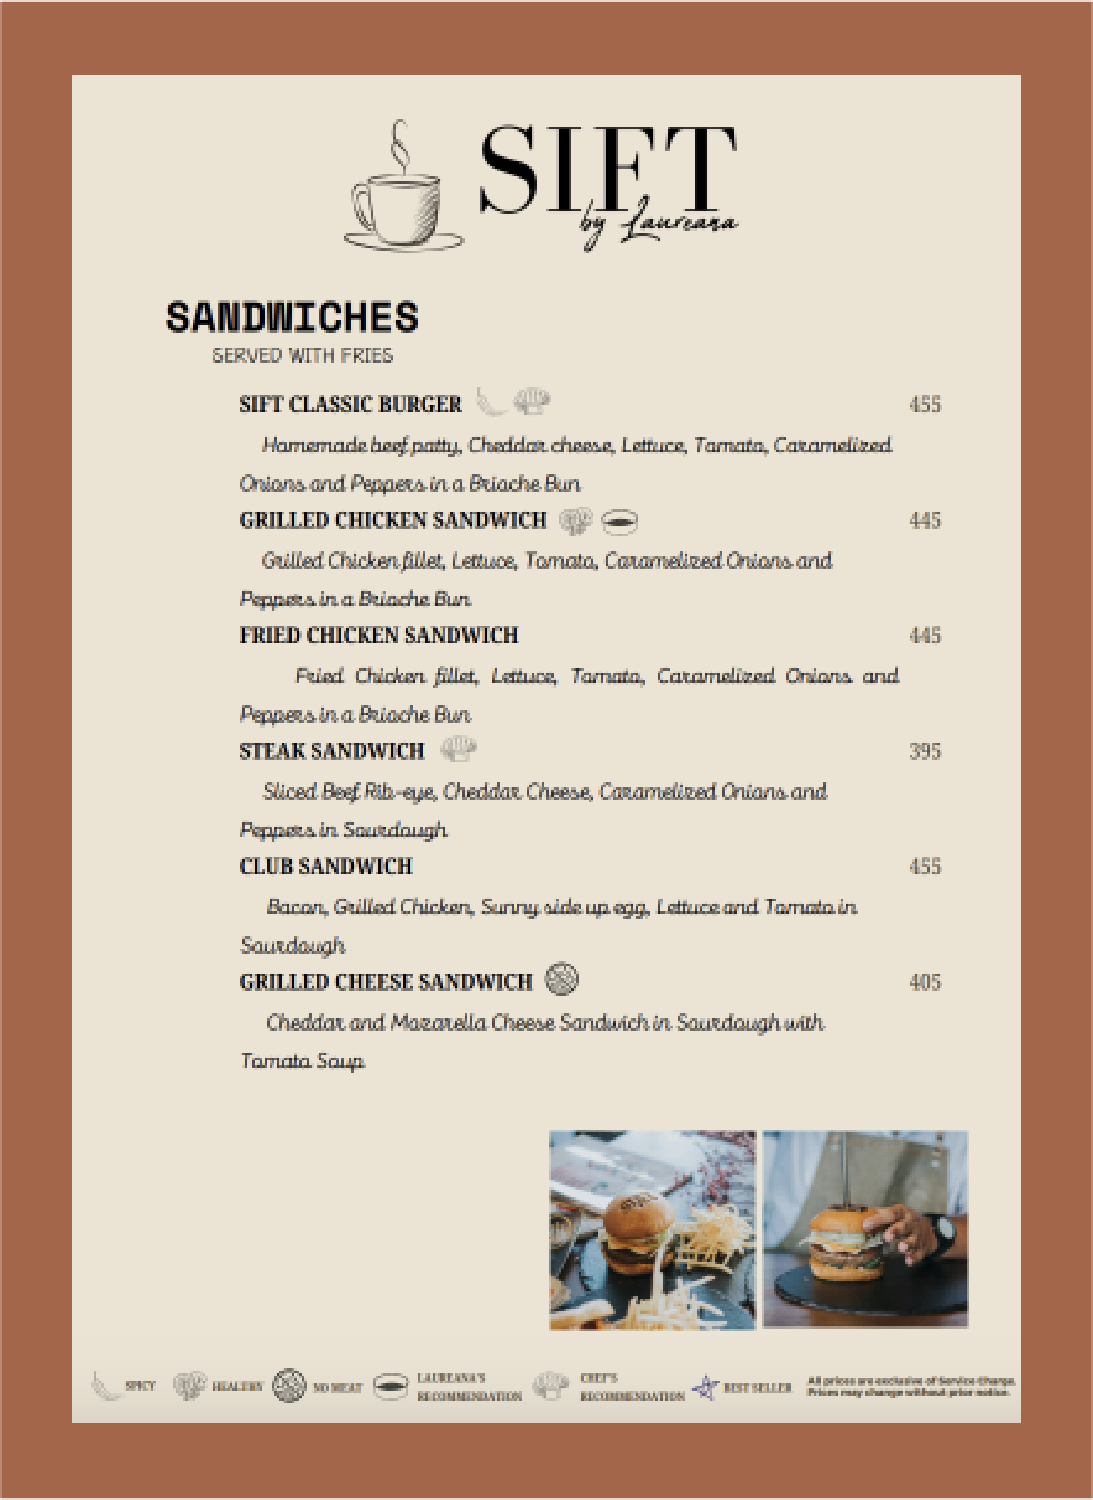 SIFT
by Laureana
SANDWICHES
SERVED WITH FRIES
SIFT CLASSIC BURGER 455
Homemade beef patty, Cheddar cheese, Lettuce, Tomato, Caramelized
Onions and Peppers in a Brioche Bun
GRILLED CHICKEN SANDWICH 445
Grilled Chicken fillet, Lettuce, Tomato, Caramelized Onions and
Peppers in a Brioche Bun
FRIED CHICKEN SANDWICH 445
Fried Chicken fillet, Lettuce, Tomato, Caramelized Onions and
Peppers in a Brioche Bun
STEAK SANDWICH 395
Sliced Beef Rib-eye, Cheddar Cheese, Caramelized Onions and
Peppers in Sourdough
CLUB SANDWICH 455
Bacon, Grilled Chicken, Sunny side up egg, Lettuce and Tomato in
Sourdough
GRILLED CHEESE SANDWICH 405
Cheddar and Mozarella Cheese Sandwich in Sourdough with
Tomato Soup
SPICY
HEALTHY
NO MEAT
LAUREANA'S
RECOMMENDATION
CHEF'S
RECOMMENDATION
BEST SELLER
All prices are exclusive of Service Charge.
Prices may change without prior notice.